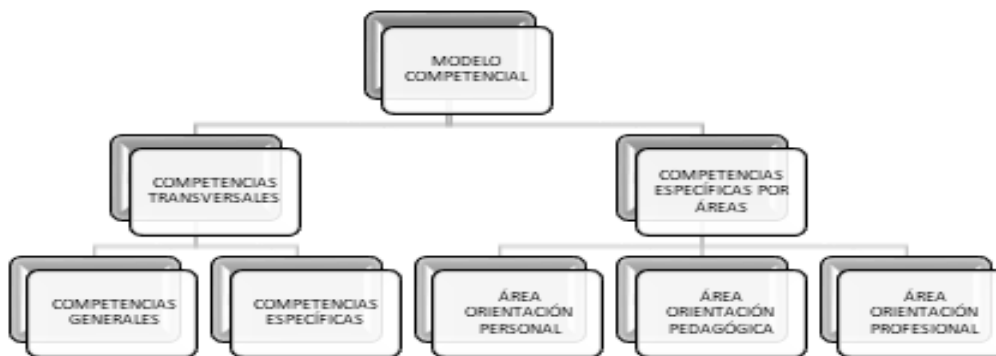 MODELO
COMPETENCIAL
COMPETENCIAS
TRANSVERSALES
COMPETENCIAS
ESPECÍFICAS POR
ÁREAS
COMPETENCIAS
GENERALES
COMPETENCIAS
ESPECÍFICAS
ÁREA
ORIENTACIÓN
PERSONAL
ÁREA
ORIENTACIÓN
PEDAGÓGICA
ÁREA
ORIENTACIÓN
PROFESIONAL